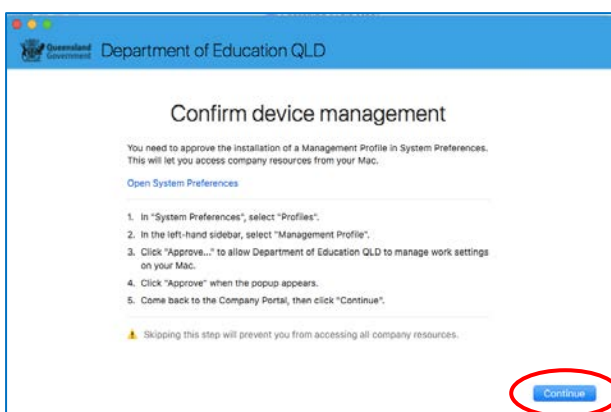 Queensland
Government
Department of Education QLD
Confirm device management
You need to approve the installation of a Management Profile in System Preferences.
This will let you access company resources from your Mac.
Open System Preferences
1. In "System Preferences", select "Profiles".
2. In the left-hand sidebar, select "Management Profile".
3. Click "Approve..." to allow Department of Education QLD to manage work settings
on your Mac.
4. Click "Approve" when the popup appears.
5. Come back to the Company Portal, then click "Continue".
Skipping this step will prevent you from accessing all company resources.
Continue